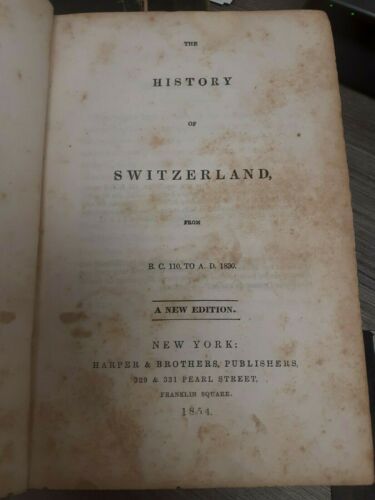 THE
HISTORY
OF
SWITZERLAND,
FROM
B. C. 110, TO A. D. 1830.
A NEW EDITION.
NEW YORK:
HARPER & BROTHERS, PUBLISHERS,
329 & 331 PEARL STREET,
FRANKLIN SQUARE.
1854.